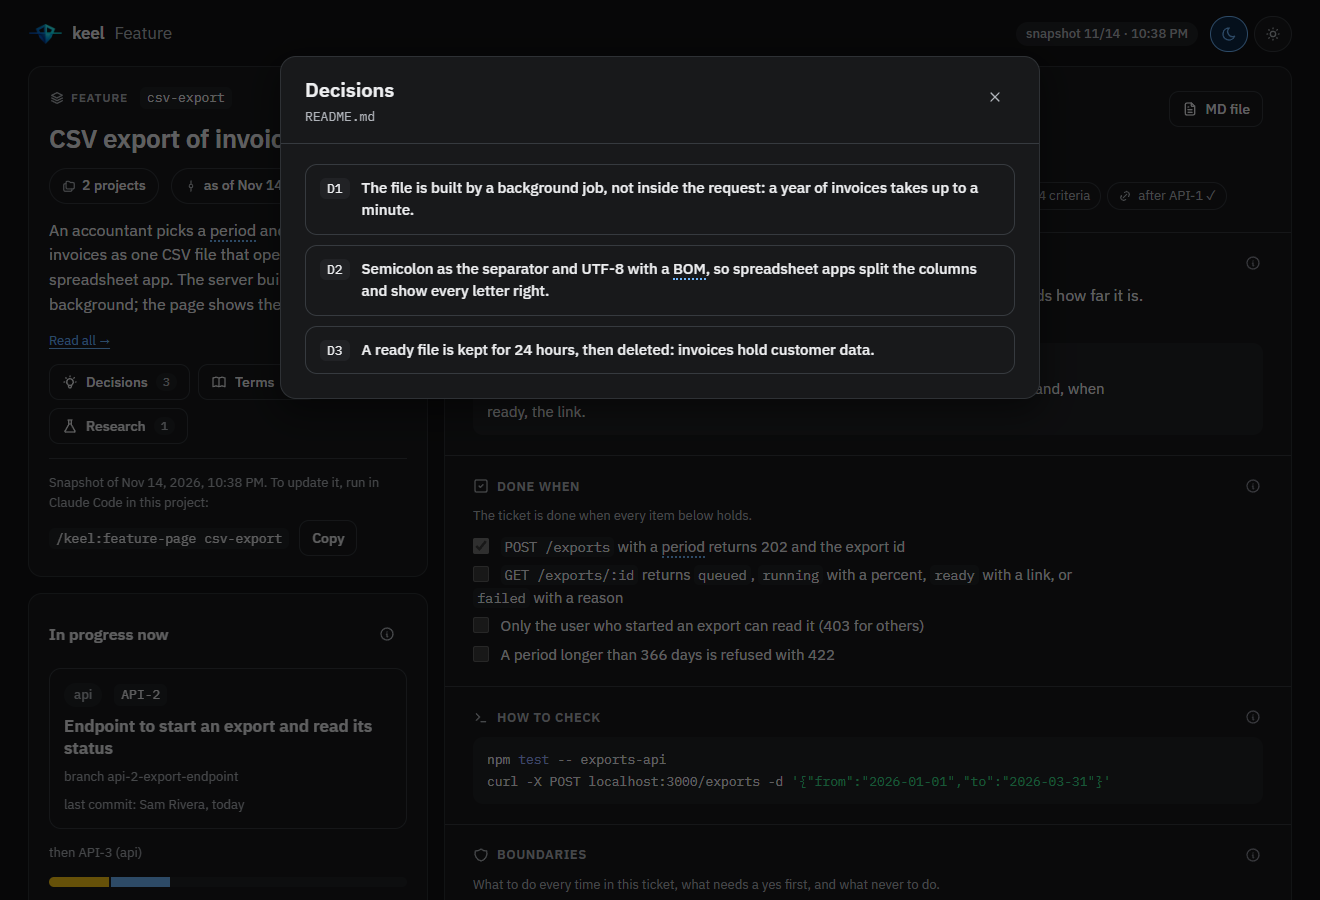 keel Feature
snapshot 11/14 · 10:38 PM
FEATURE csv-export
CSV export of invoic
2 projects
as of Nov 14
An accountant picks a period and
invoices as one CSV file that ope
spreadsheet app. The server bui
background; the page shows the
Read all →
Decisions 3
Terms
Research 1
Snapshot of Nov 14, 2026, 10:38 PM. To update it, run in
Claude Code in this project:
/keel:feature-page csv-export
Copy
In progress now
api API-2
Endpoint to start an export and read its
status
branch api-2-export-endpoint
last commit: Sam Rivera, today
then API-3 (api)
Decisions
README.md
D1 The file is built by a background job, not inside the request: a year of invoices takes up to a
minute.
D2 Semicolon as the separator and UTF-8 with a BOM, so spreadsheet apps split the columns
and show every letter right.
D3 A ready file is kept for 24 hours, then deleted: invoices hold customer data.
MD file
4 criteria
after API-1 ✓
ds how far it is.
and, when
ready, the link.
DONE WHEN
The ticket is done when every item below holds.
POST /exports with a period returns 202 and the export id
GET /exports/:id returns queued, running with a percent, ready with a link, or
failed with a reason
Only the user who started an export can read it (403 for others)
A period longer than 366 days is refused with 422
HOW TO CHECK
npm test -- exports-api
curl -X POST localhost:3000/exports -d '{"from":"2026-01-01","to":"2026-03-31"}'
BOUNDARIES
What to do every time in this ticket, what needs a yes first, and what never to do.